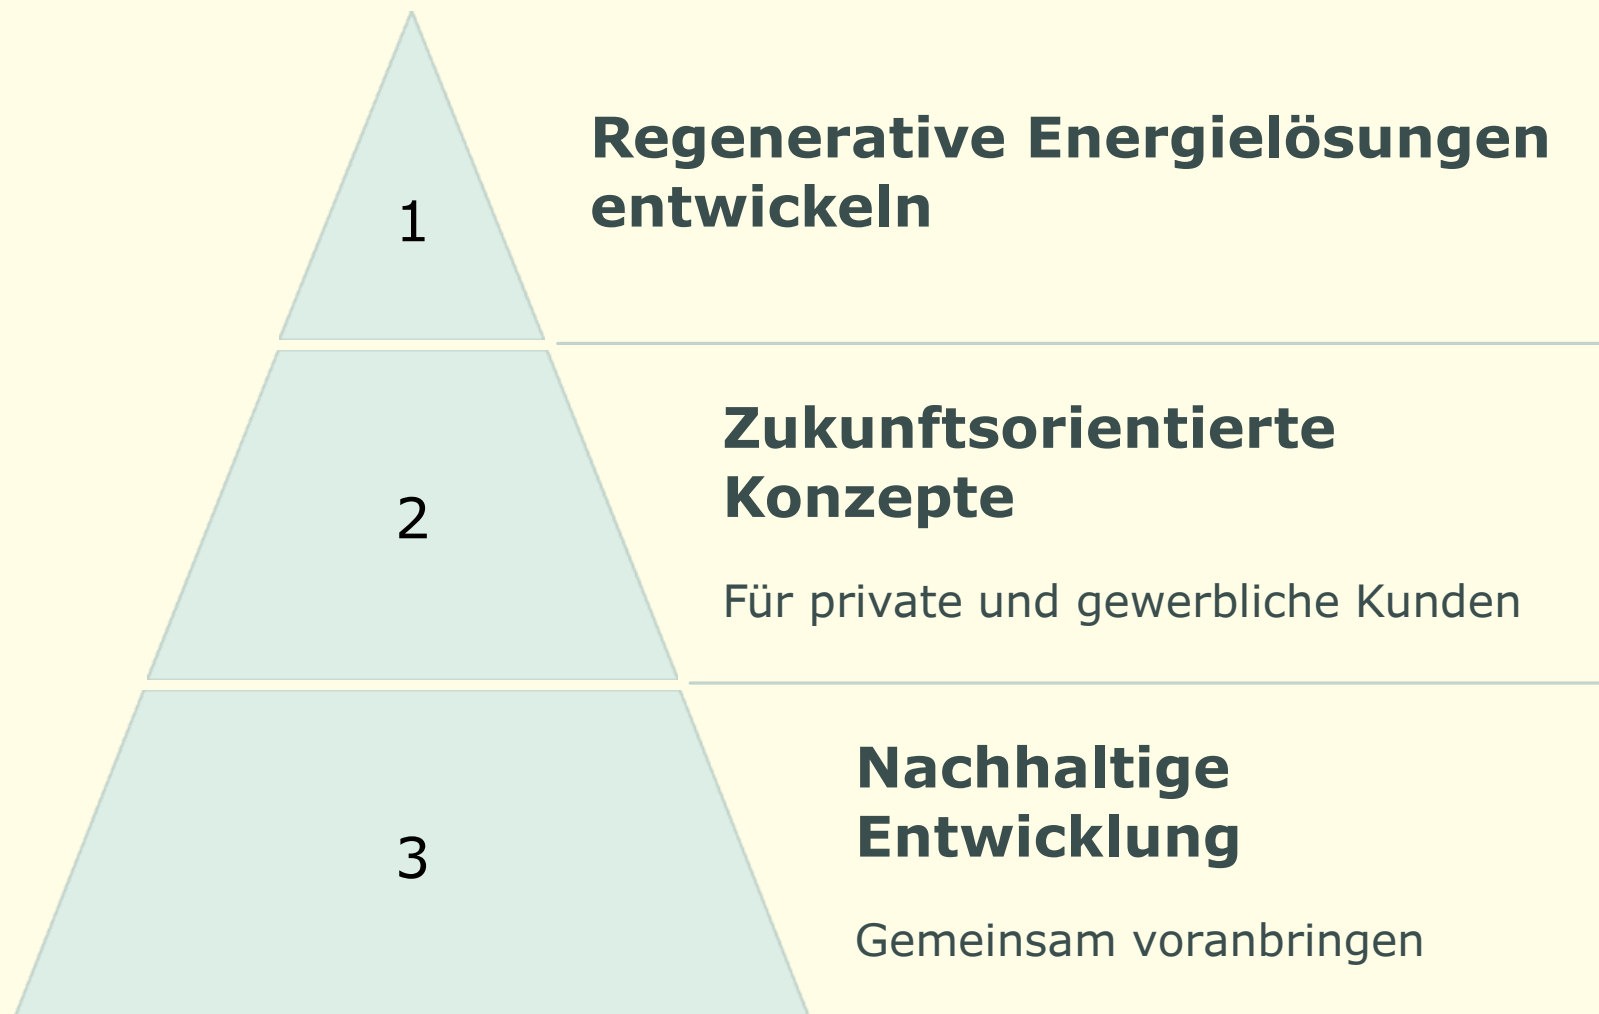 1
Regenerative Energielösungen
entwickeln
2
Zukunftsorientierte
Konzepte
Für private und gewerbliche Kunden
3
Nachhaltige
Entwicklung
Gemeinsam voranbringen